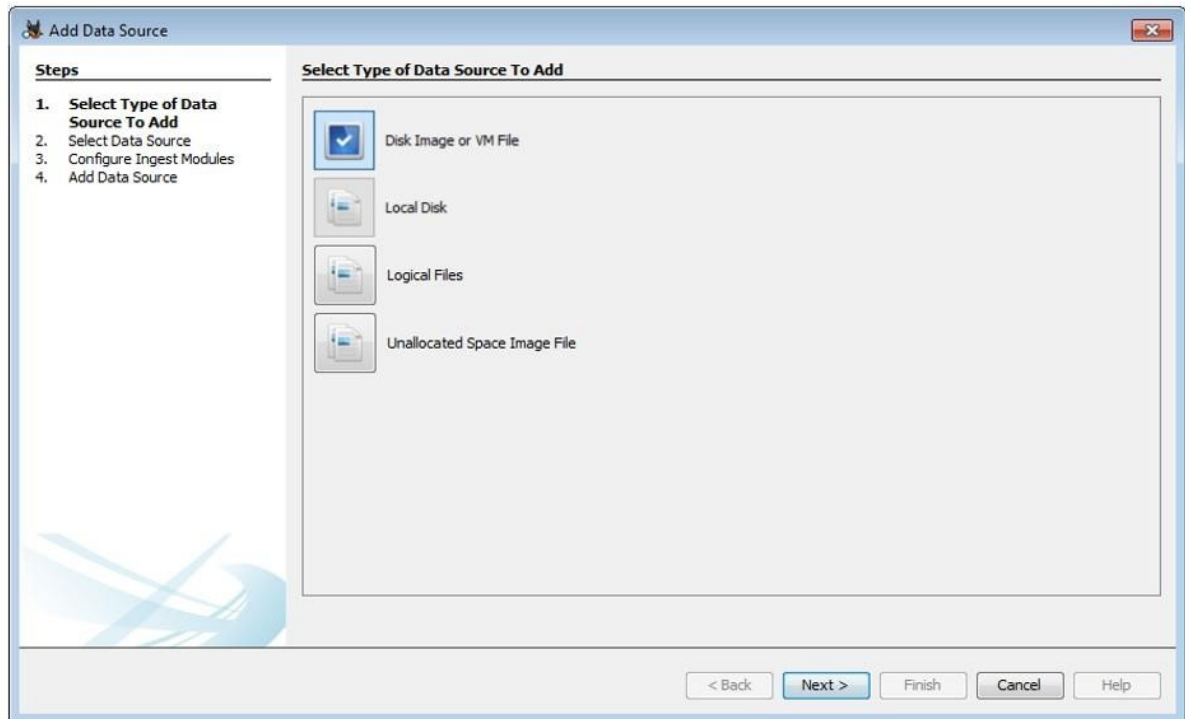 Add Data Source
Steps
1. Select Type of Data
Source To Add
2. Select Data Source
3. Configure Ingest Modules
4. Add Data Source
Select Type of Data Source To Add
Disk Image or VM File
Local Disk
Logical Files
Unallocated Space Image File
< Back Next > Finish Cancel Help